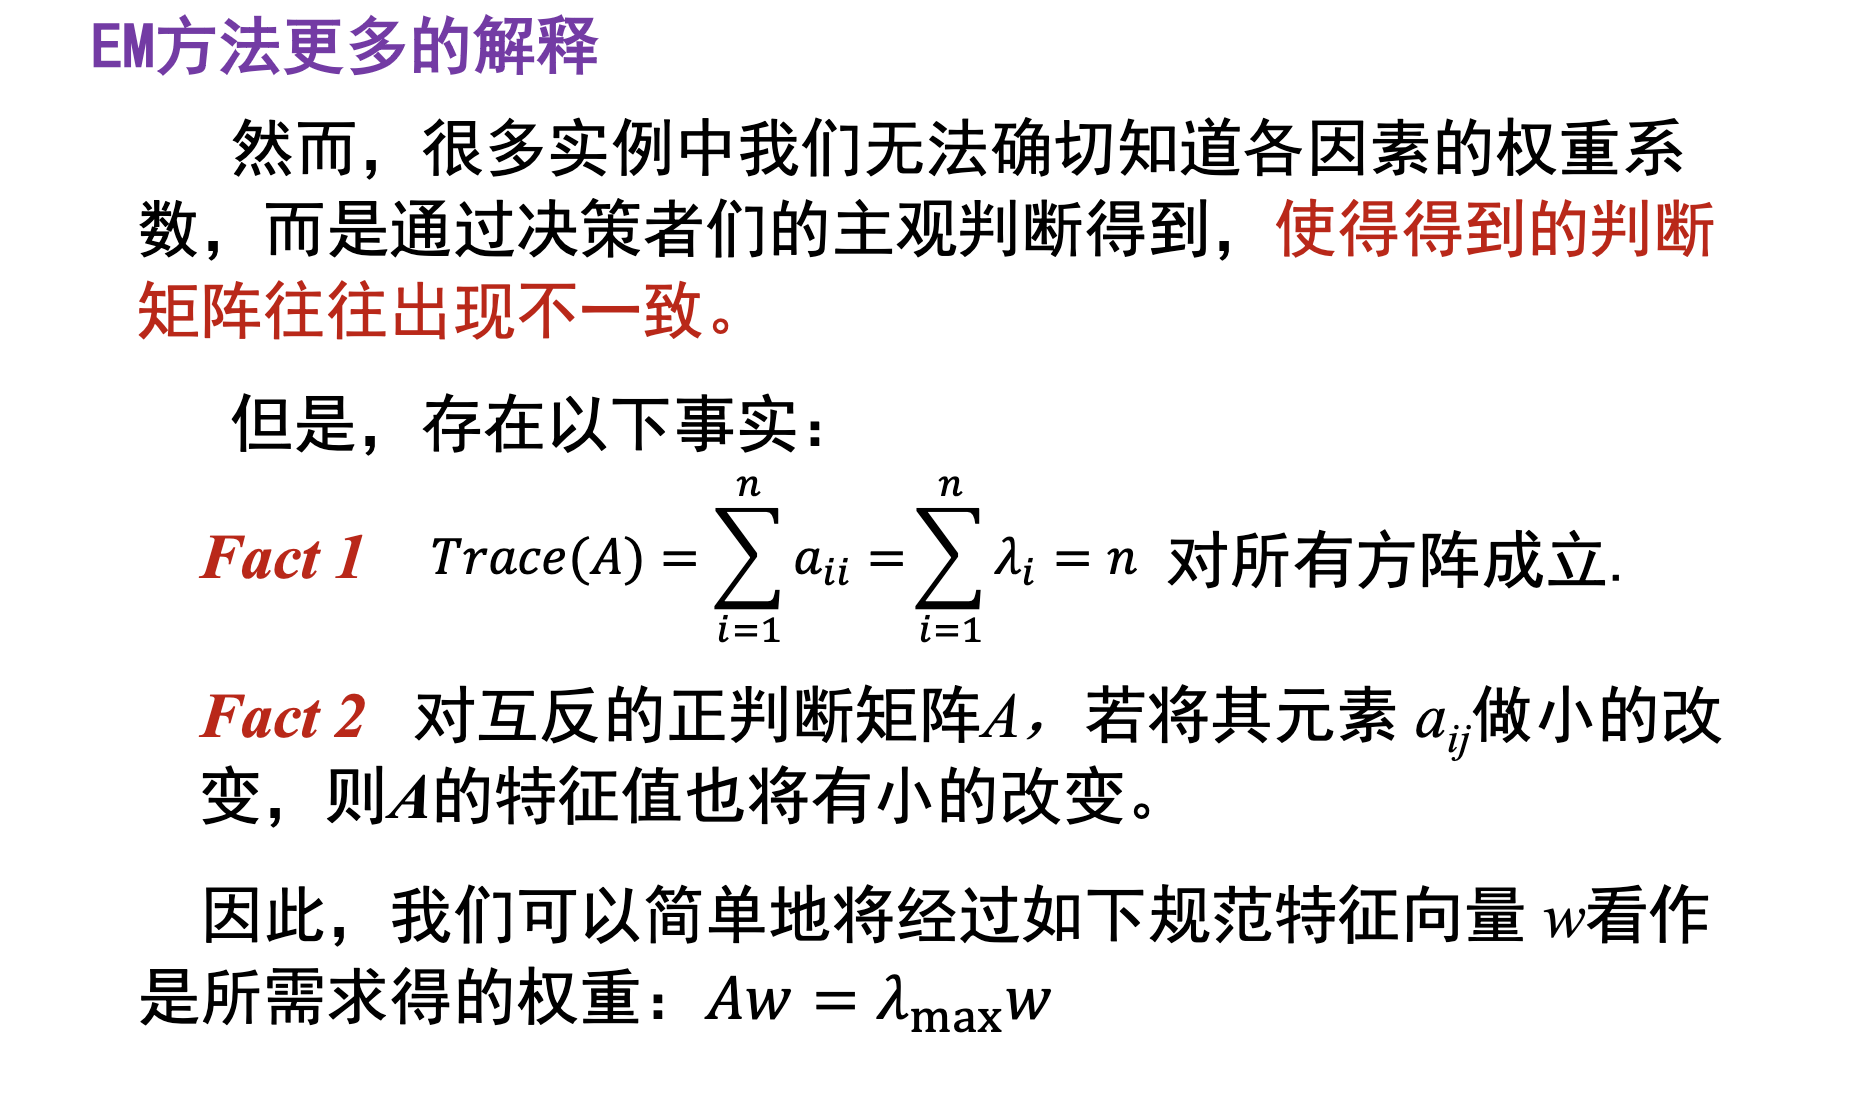 EM方法更多的解释
然而，很多实例中我们无法确切知道各因素的权重系
数，而是通过决策者们的主观判断得到，使得得到的判断
矩阵往往出现不一致。
但是，存在以下事实：
Fact 1 Trace(A) = ∑_{i=1}^{n} a_{ii} = ∑_{i=1}^{n} λ_i = n 对所有方阵成立.
Fact 2 对互反的正判断矩阵A，若将其元素 a_{ij}做小的改
变，则A的特征值也将有小的改变。
因此，我们可以简单地将经过如下规范特征向量 w看作
是所需求得的权重：Aw = λ_{max}w